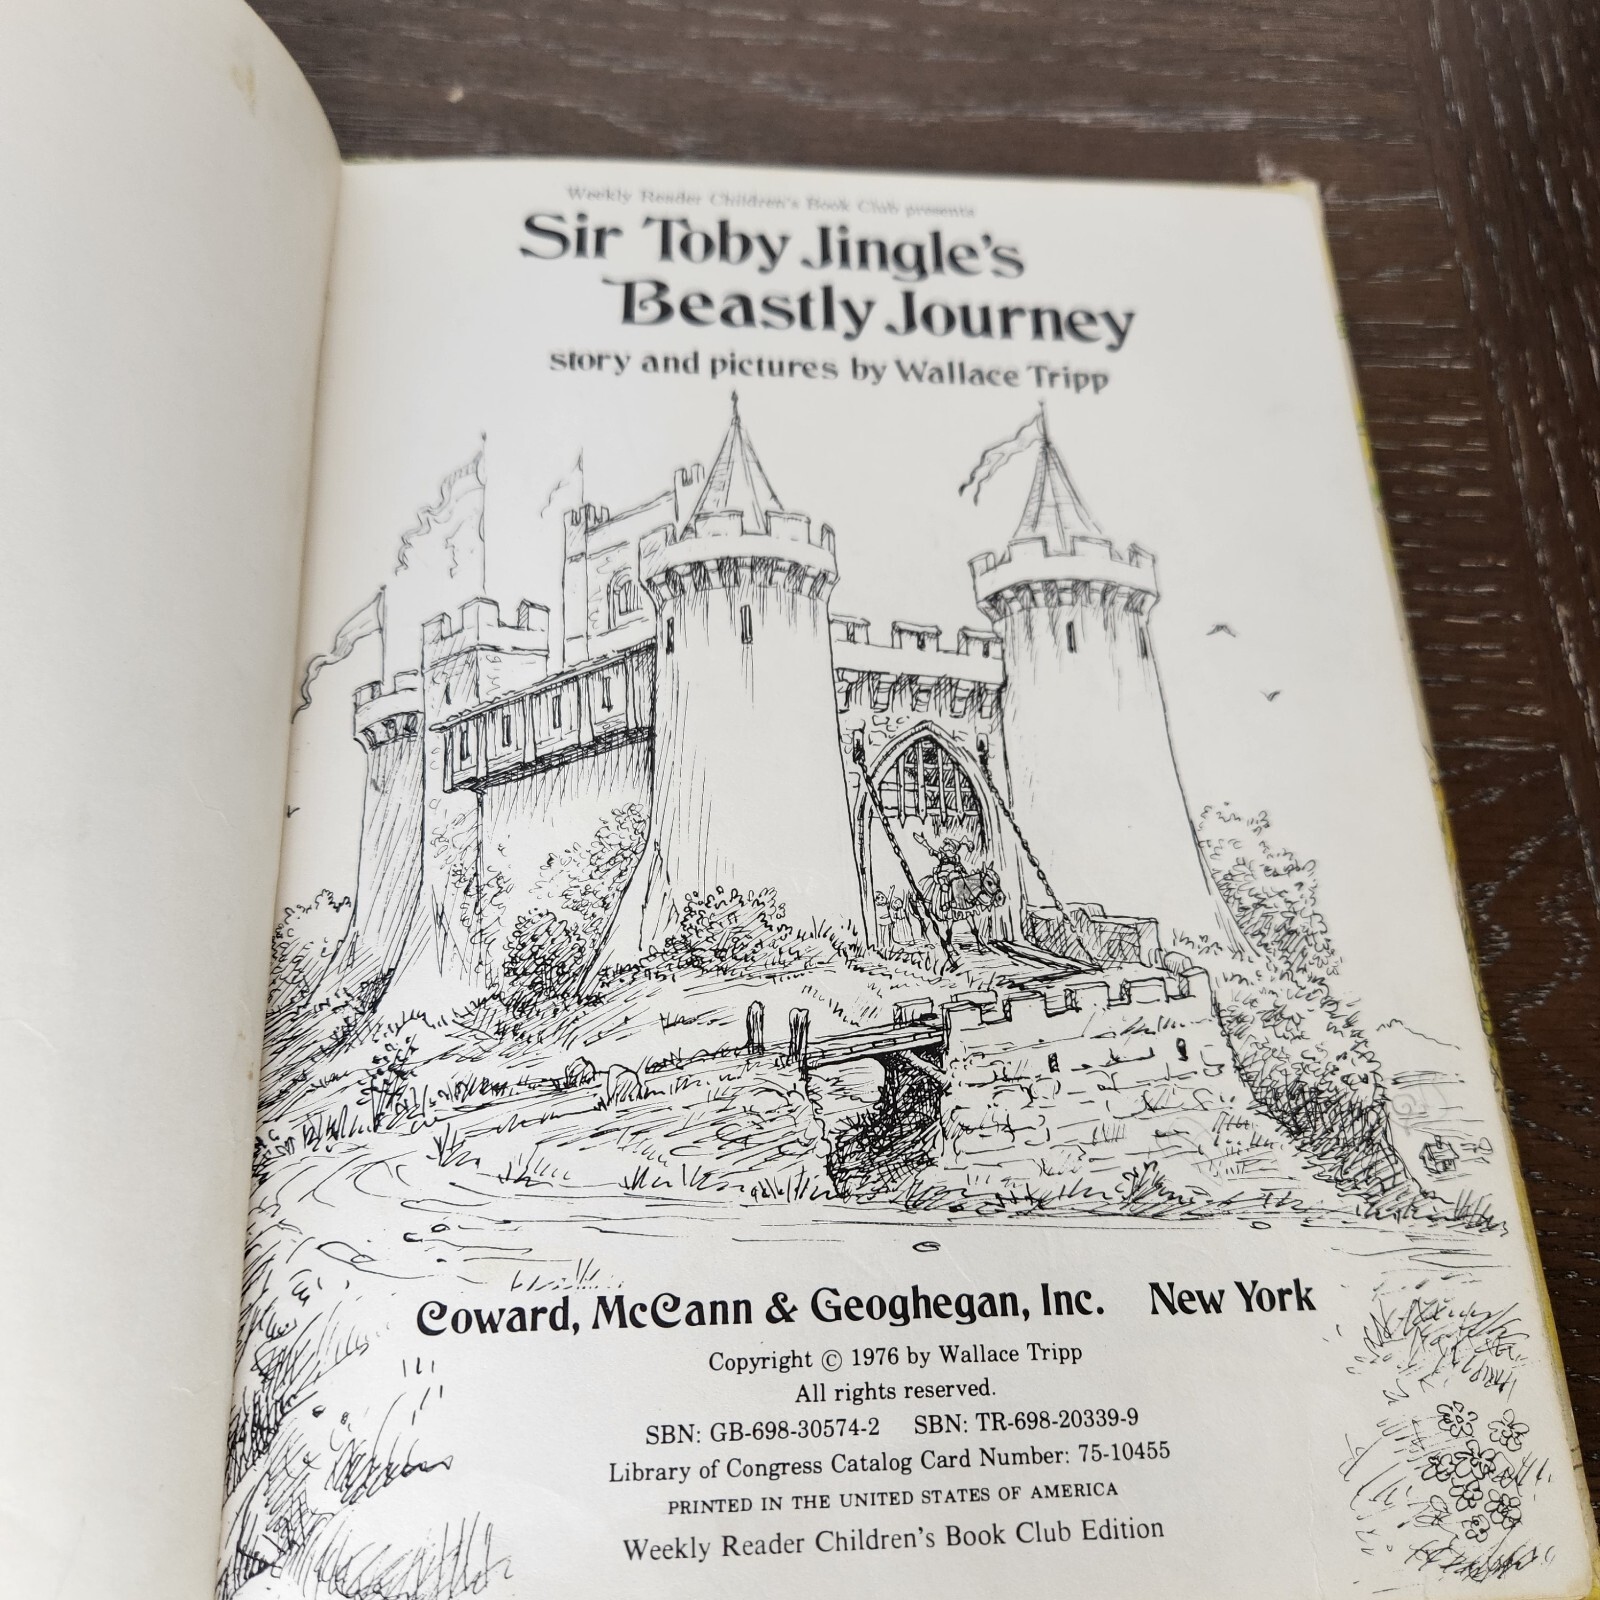 Weekly Reader Children's Book Club presents
Sir Toby Jingle's
Beastly Journey
story and pictures by Wallace Tripp
Coward, McCann & Geoghegan, Inc. New York
Copyright © 1976 by Wallace Tripp
All rights reserved.
SBN: GB-698-30574-2 SBN: TR-698-20339-9
Library of Congress Catalog Card Number: 75-10455
PRINTED IN THE UNITED STATES OF AMERICA
Weekly Reader Children's Book Club Edition